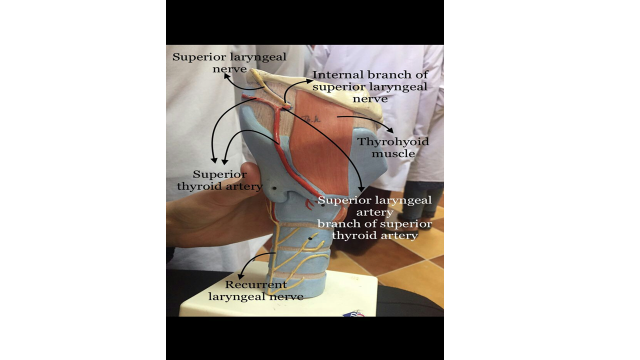 Superior laryngeal
nerve
Internal branch of
superior laryngeal
nerve
Thyrohyoid
muscle
Superior
thyroid artery
Superior laryngeal
artery
branch of superior
thyroid artery
Recurrent
laryngeal nerve